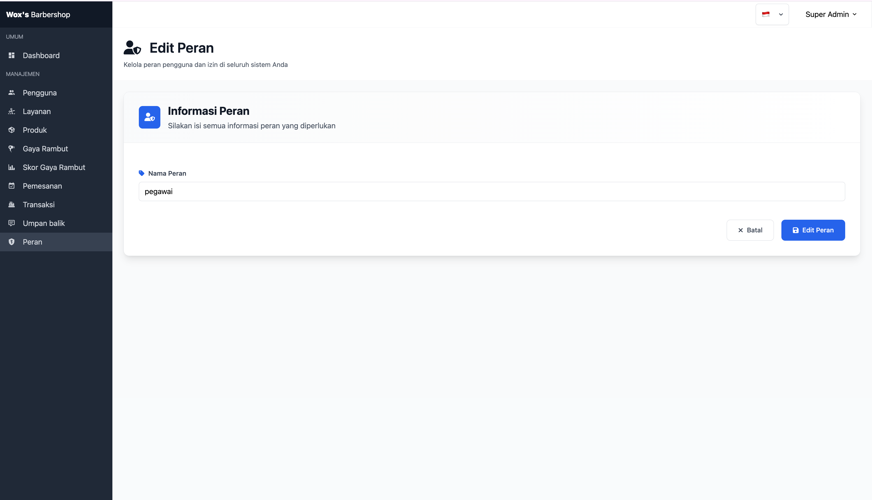 Wox's Barbershop
Super Admin
UMUM
Dashboard
MANAJEMEN
Pengguna
Layanan
Produk
Gaya Rambut
Skor Gaya Rambut
Pemesanan
Transaksi
Umpan balik
Peran
Edit Peran
Kelola peran pengguna dan izin di seluruh sistem Anda
Informasi Peran
Silakan isi semua informasi peran yang diperlukan
Nama Peran
pegawai
Batal
Edit Peran